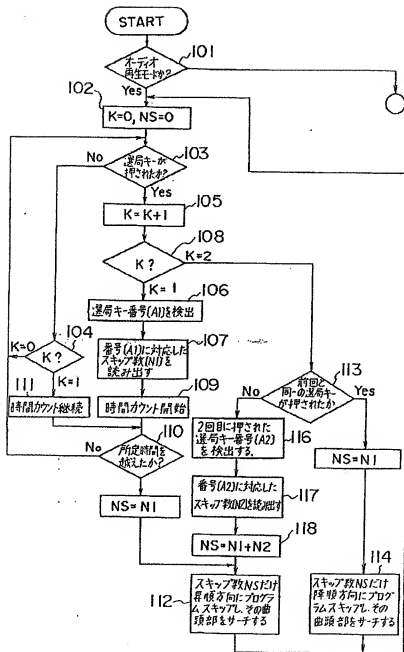 START
オーディオ
再生モードか?
101
Yes
102
K=0, NS=0
選局キーが
押されたか?
103
No
Yes
105
K=K+1
108
K?
K=2
K=1
106
選局キー番号(A1)を検出
107
番号(A1)に対応した
スキップ数(N1)を
読み出す
K=0
104
K?
K=1
111
時間カウント継続
109
時間カウント開始
110
所定時間を
越えたか?
No
NS=N1
113
前回と
同一の選局キー
が押されたか
No
Yes
116
2回目に押された
選局キー番号(A2)
を検出する.
117
番号(A2)に対応した
スキップ数(N2)を読み出す
118
NS=N1+N2
NS=N1
112
スキップ数NSだけ
昇順方向にプログラ
ムスキップし、その曲
頭部をサーチする
114
スキップ数NSだけ
降順方向にプログ
ラムスキップし、その
曲頭部をサーチする